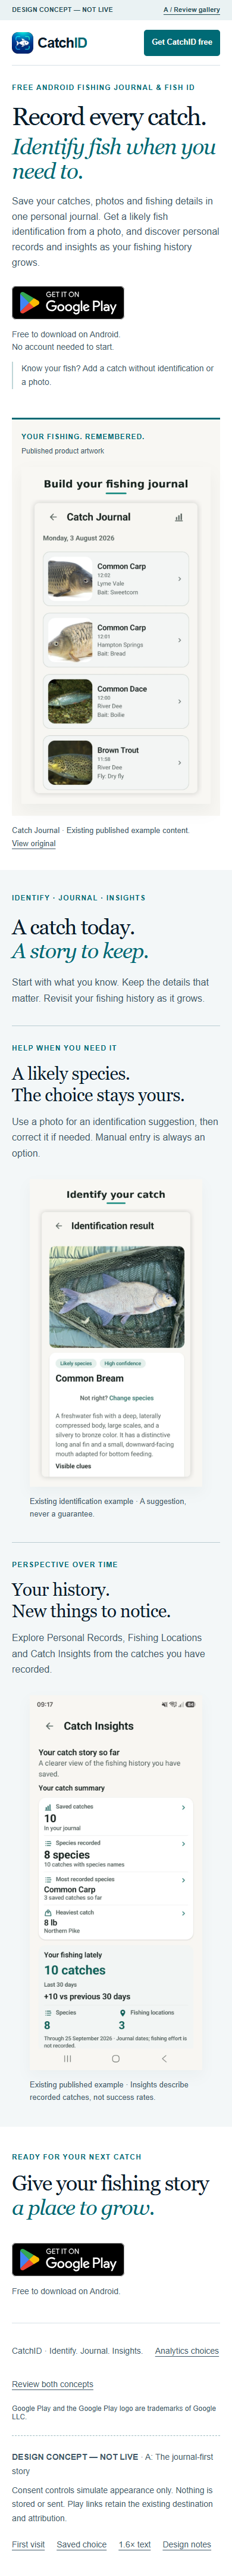 DESIGN CONCEPT — NOT LIVE
A / Review gallery
CatchID
Get CatchID free
FREE ANDROID FISHING JOURNAL & FISH ID
Record every catch.
Identify fish when you
need to.
Save your catches, photos and fishing details in
one personal journal. Get a likely fish
identification from a photo, and discover personal
records and insights as your fishing history
grows.
GET IT ON
Google Play
Free to download on Android.
No account needed to start.
Know your fish? Add a catch without identification or
a photo.
YOUR FISHING. REMEMBERED.
Published product artwork
Build your fishing journal
Catch Journal
Monday, 3 August 2026
Common Carp
12:02
Lyme Vale
Bait: Sweetcorn
Common Carp
12:01
Hampton Springs
Bait: Bread
Common Dace
12:00
River Dee
Bait: Boilie
Brown Trout
11:58
River Dee
Fly: Dry fly
Catch Journal · Existing published example content.
View original
IDENTIFY · JOURNAL · INSIGHTS
A catch today.
A story to keep.
Start with what you know. Keep the details that
matter. Revisit your fishing history as it grows.
HELP WHEN YOU NEED IT
A likely species.
The choice stays yours.
Use a photo for an identification suggestion, then
correct it if needed. Manual entry is always an
option.
Identify your catch
Identification result
Likely species
High confidence
Common Bream
Not right? Change species
A freshwater fish with a deep, laterally
compressed body, large scales, and a
silvery to bronze color. It has a distinctive
long anal fin and a small, downward-facing
mouth adapted for bottom feeding.
Visible clues
Existing identification example · A suggestion,
never a guarantee.
PERSPECTIVE OVER TIME
Your history.
New things to notice.
Explore Personal Records, Fishing Locations
and Catch Insights from the catches you have
recorded.
09:17
Catch Insights
Your catch story so far
A clearer view of the fishing history you have
saved.
Your catch summary
Saved catches
10
in your journal
Species recorded
8 species
10 catches with species names
Most recorded species
Common Carp
3 saved catches so far
Heaviest catch
8 lb
Northern Pike
Your fishing lately
10 catches
Last 30 days
+10 vs previous 30 days
Species
8
Fishing locations
3
Through 25 September 2026 · Journal dates; fishing effort is
not recorded.
Existing published example · Insights describe
recorded catches, not success rates.
READY FOR YOUR NEXT CATCH
Give your fishing story
a place to grow.
GET IT ON
Google Play
Free to download on Android.
CatchID · Identify. Journal. Insights.
Analytics choices
Review both concepts
Google Play and the Google Play logo are trademarks of Google
LLC.
DESIGN CONCEPT — NOT LIVE · A: The journal-first
story
Consent controls simulate appearance only. Nothing is
stored or sent. Play links retain the existing destination
and attribution.
First visit
Saved choice
1.6× text
Design notes